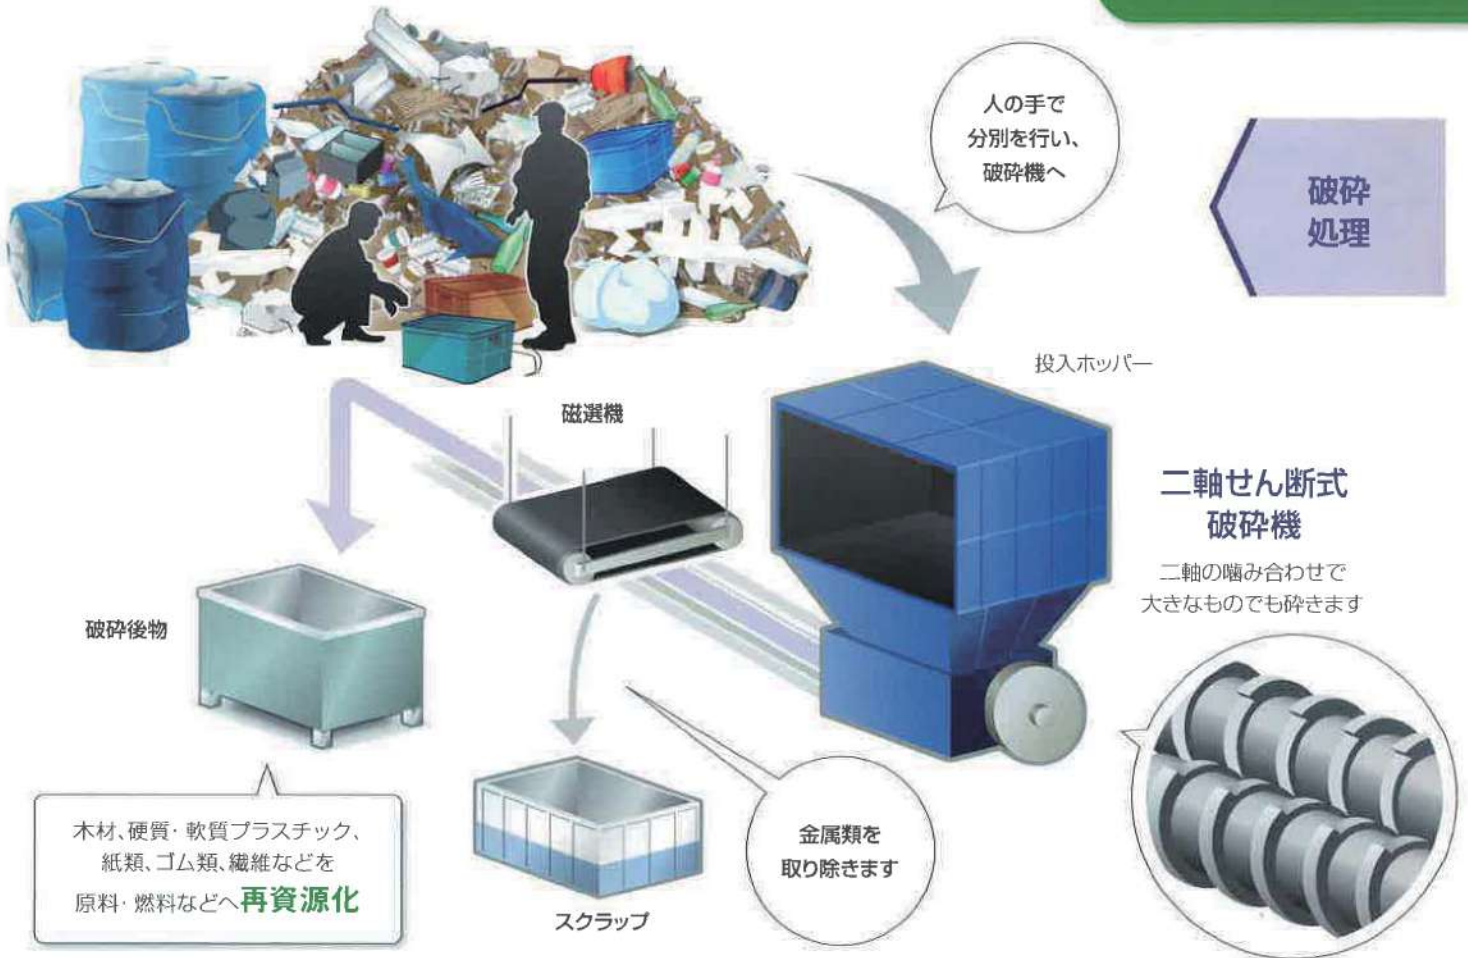 人の手で
分別を行い、
破砕機へ
破砕
処理
投入ホッパー
磁選機
二軸せん断式
破砕機
二軸の噛み合わせで
大きなものでも砕きます
破砕後物
木材、硬質・軟質プラスチック、
紙類、ゴム類、繊維などを
原料・燃料などへ再資源化
金属類を
取り除きます
スクラップ